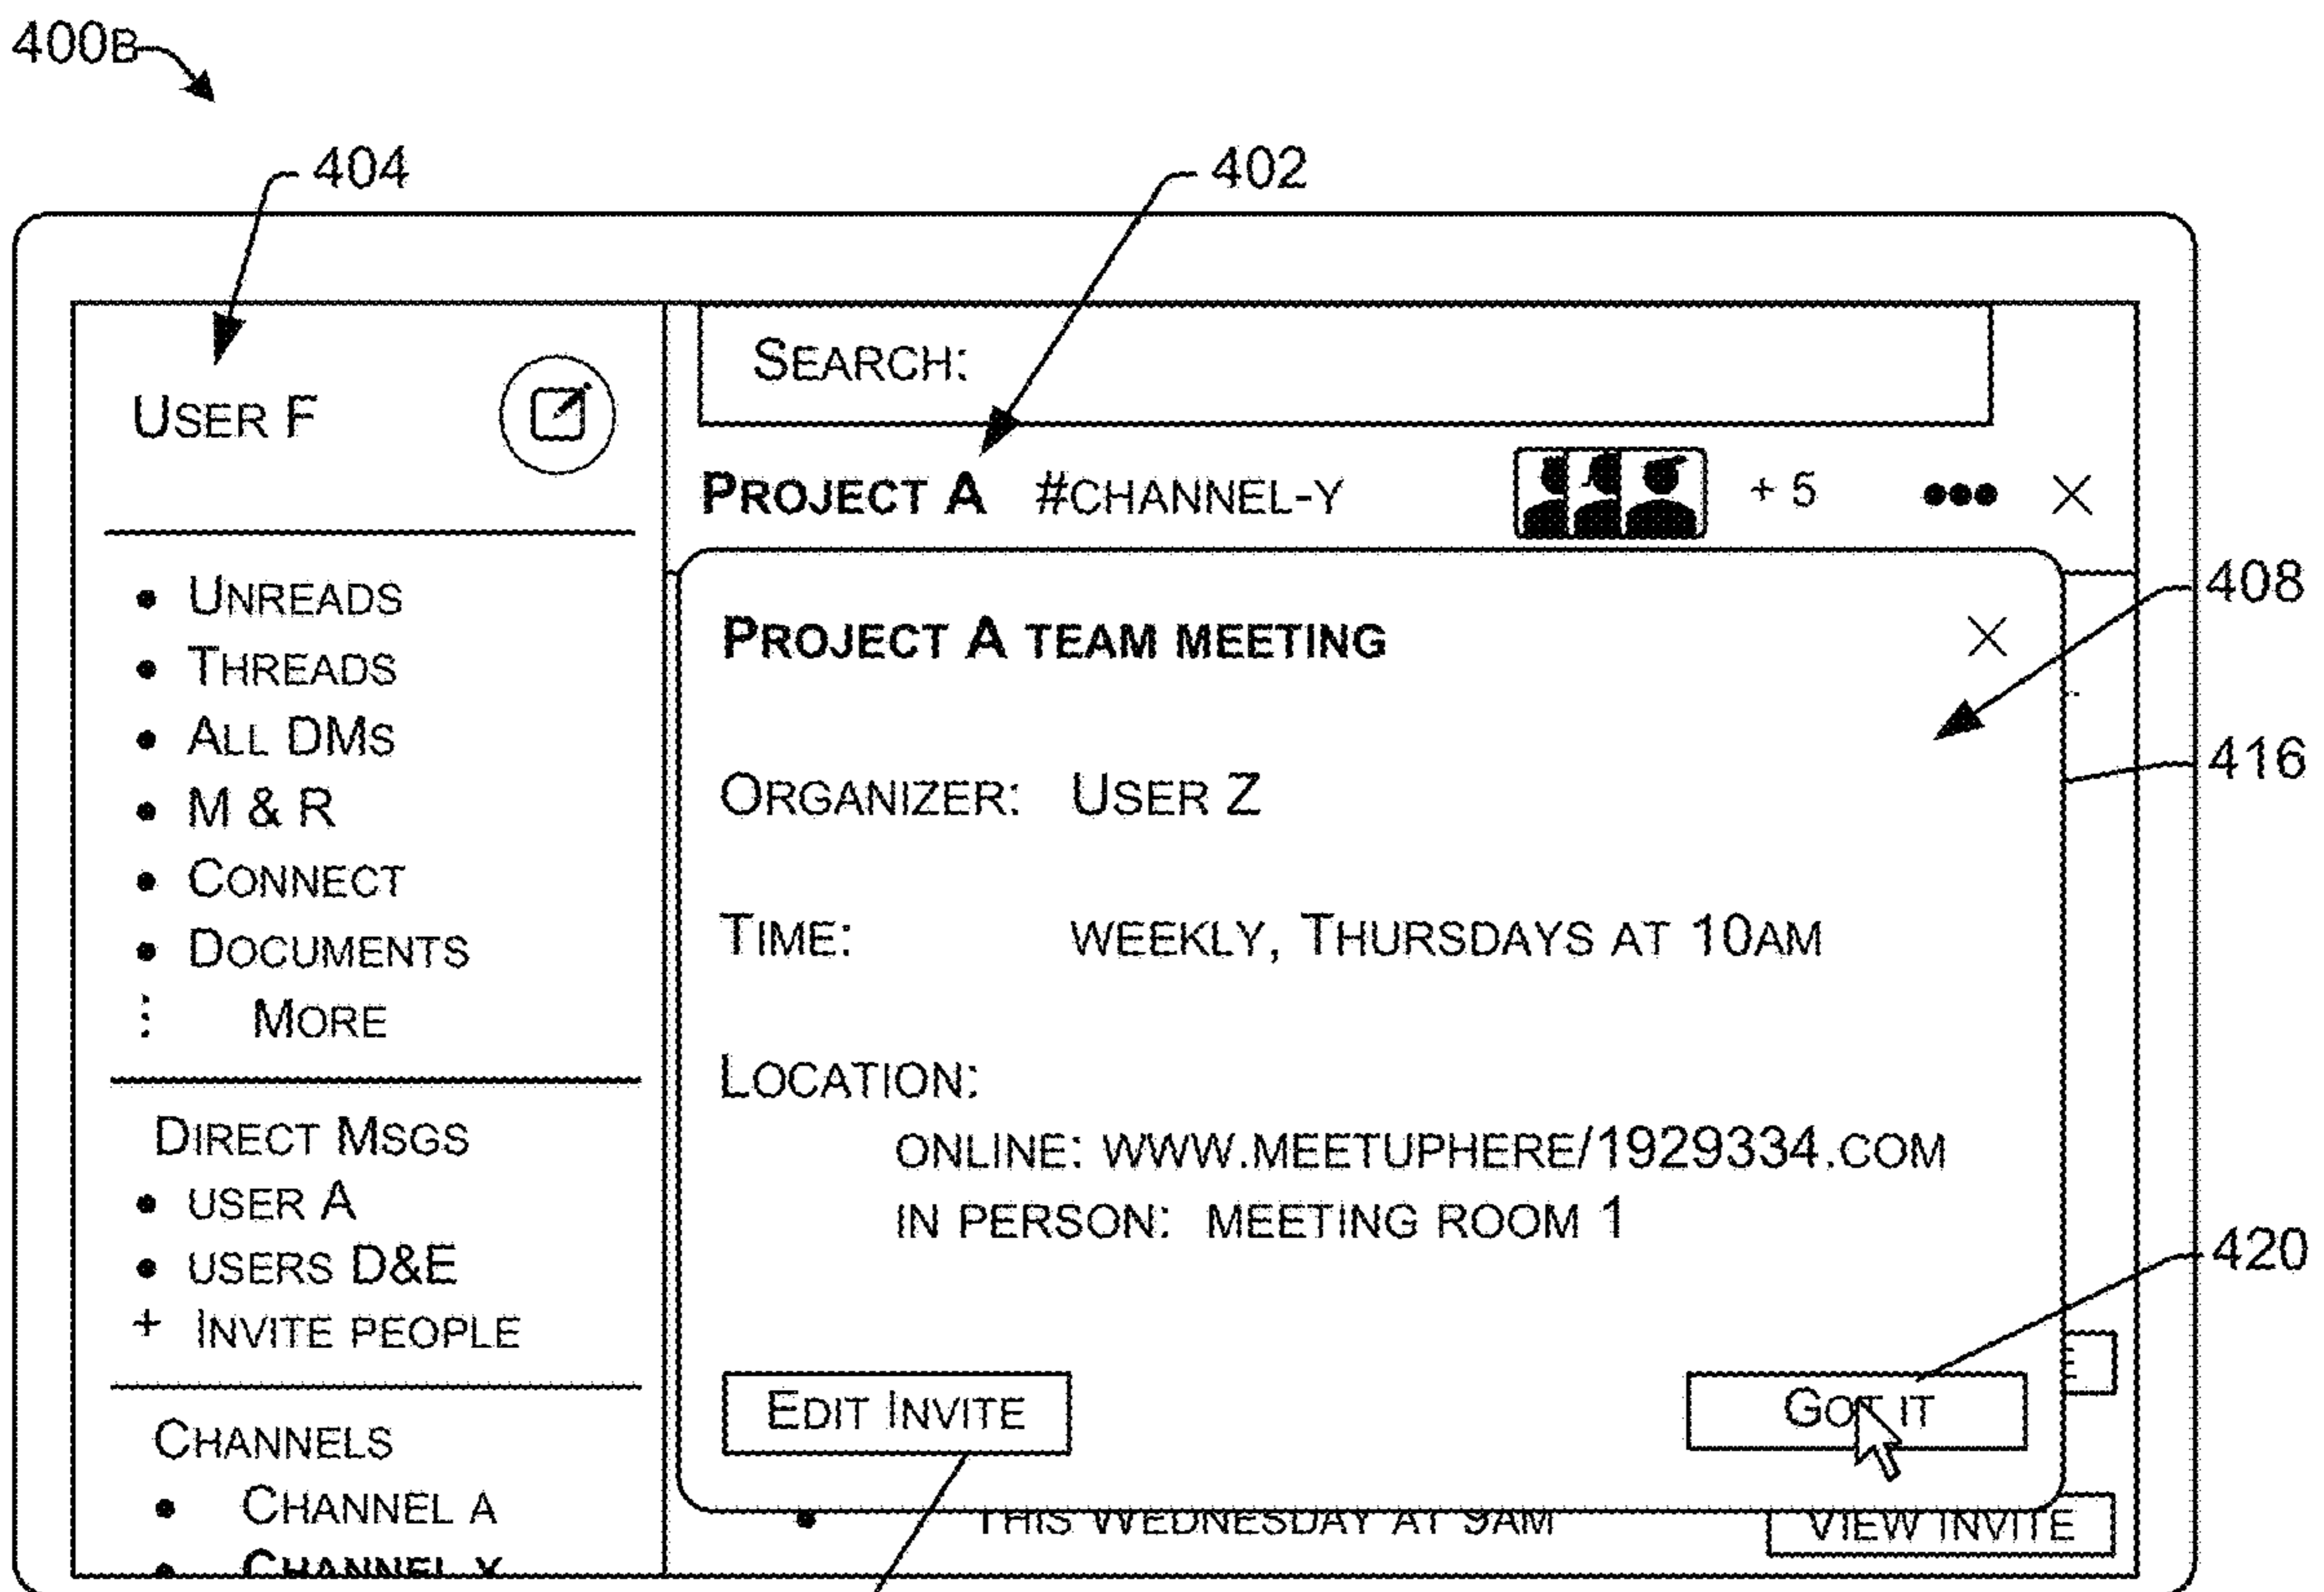 400B
404
402
SEARCH:
USER F
PROJECT A #CHANNEL-Y + 5
UNREADS
THREADS
ALL DMS
M & R
CONNECT
DOCUMENTS
MORE
DIRECT MSGS
USER A
USERS D&E
+ INVITE PEOPLE
CHANNELS
CHANNEL A
CHANNEL Y
408
PROJECT A TEAM MEETING
416
ORGANIZER: USER Z
TIME: WEEKLY, THURSDAYS AT 10AM
LOCATION:
ONLINE: WWW.MEETUPHERE/1929334.COM
IN PERSON: MEETING ROOM 1
420
EDIT INVITE
GOT IT
THIS WEDNESDAY AT 9AM
VIEW INVITE